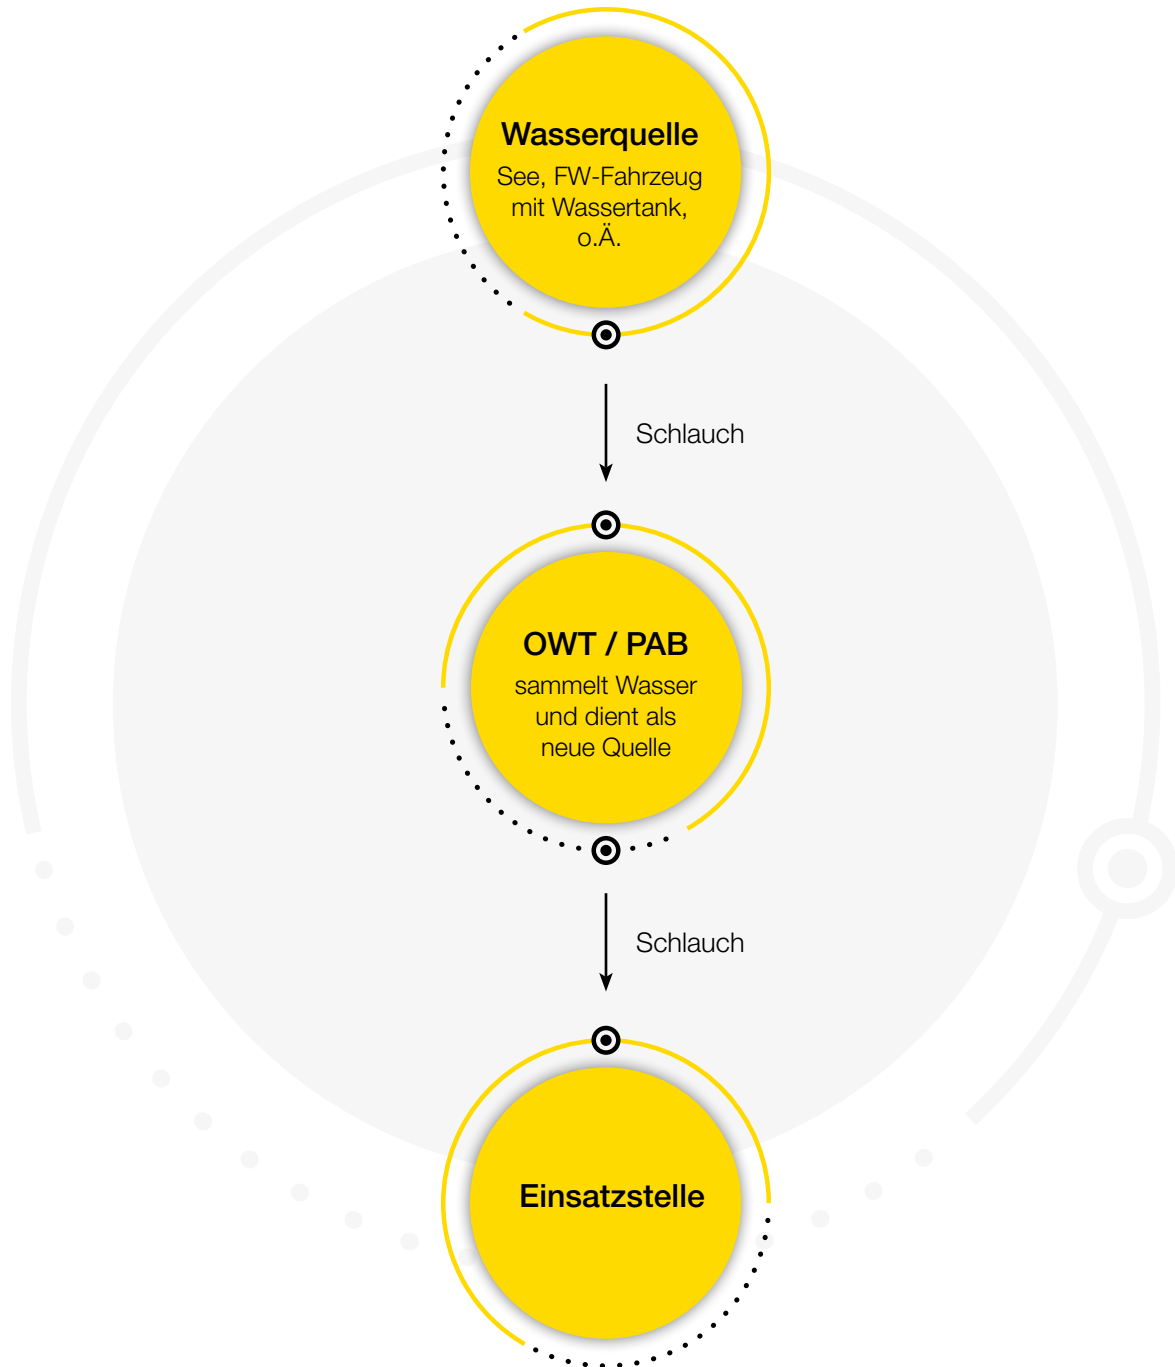 Wasserquelle
See, FW-Fahrzeug
mit Wassertank,
o.Ä.
Schlauch
OWT / PAB
sammelt Wasser
und dient als
neue Quelle
Schlauch
Einsatzstelle